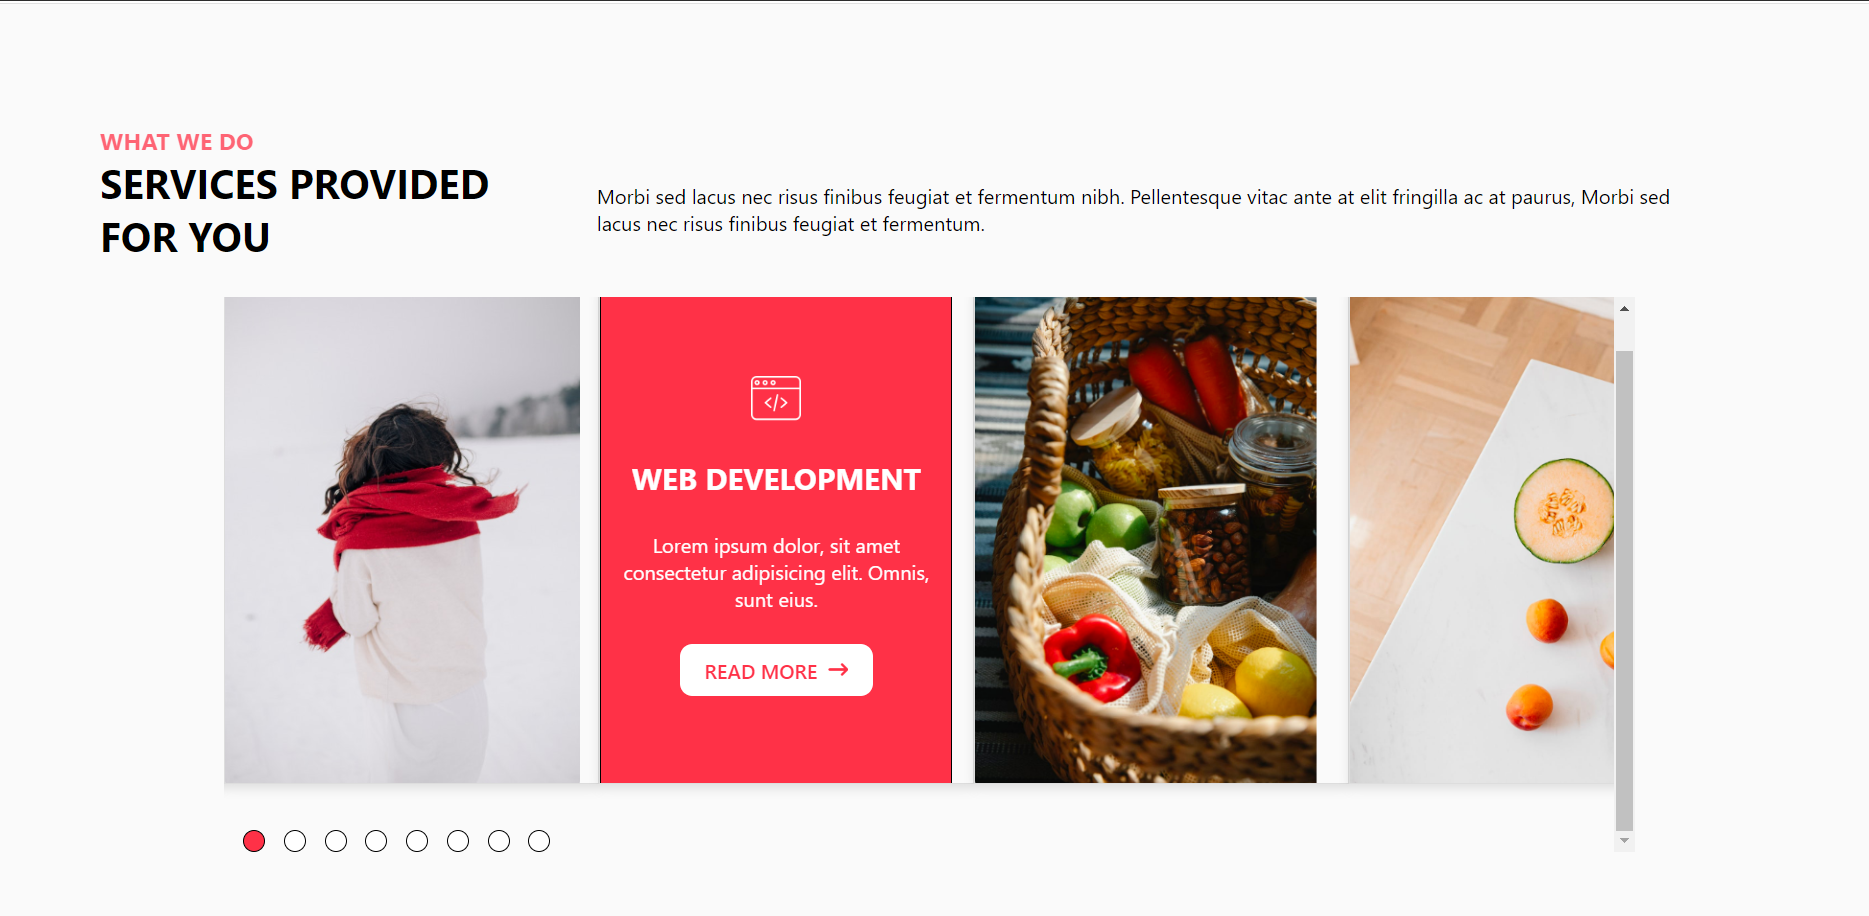 WHAT WE DO
SERVICES PROVIDED
FOR YOU
Morbi sed lacus nec risus finibus feugiat et fermentum nibh. Pellentesque vitac ante at elit fringilla ac at paurus, Morbi sed
lacus nec risus finibus feugiat et fermentum.
</>
WEB DEVELOPMENT
Lorem ipsum dolor, sit amet
consectetur adipisicing elit. Omnis,
sunt eius.
READ MORE →